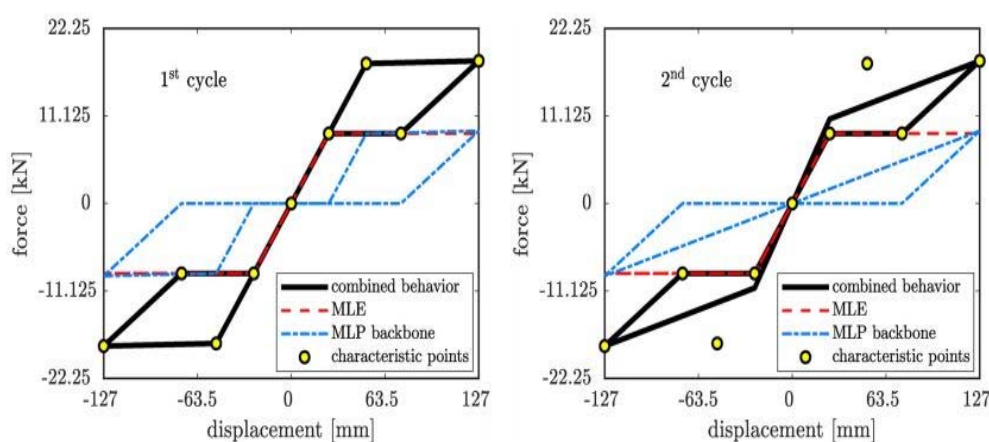 22.25
11.125
0
-11.125
-22.25
force [kN]
1st cycle
combined behavior
MLE
MLP backbone
characteristic points
-127
-63.5
0
63.5
127
displacement [mm]
22.25
11.125
0
-11.125
-22.25
force [kN]
2nd cycle
combined behavior
MLE
MLP backbone
characteristic points
-127
-63.5
0
63.5
127
displacement [mm]